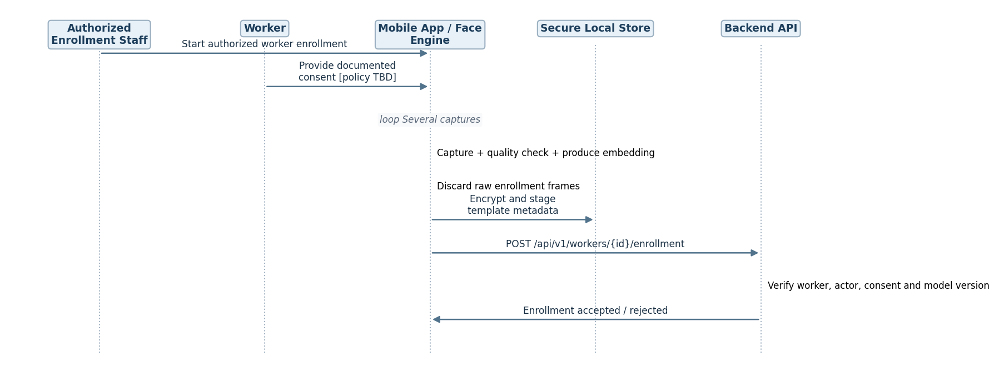 Authorized
Enrollment Staff
Worker
Mobile App / Face
Engine
Secure Local Store
Backend API
Start authorized worker enrollment
Provide documented
consent [policy TBD]
loop Several captures
Capture + quality check + produce embedding
Discard raw enrollment frames
Encrypt and stage
template metadata
POST /api/v1/workers/{id}/enrollment
Verify worker, actor, consent and model version
Enrollment accepted / rejected